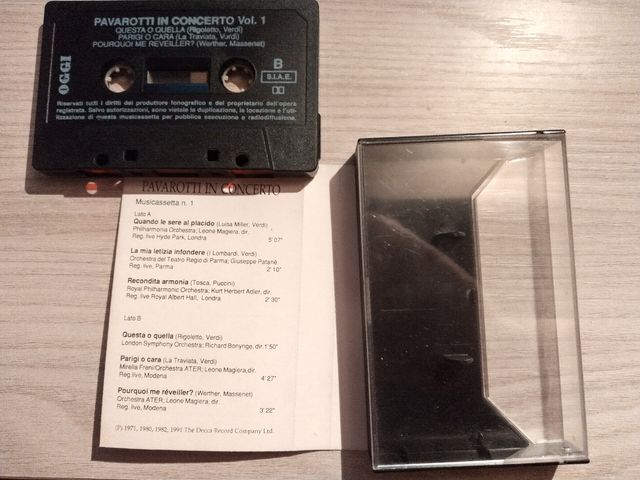 PAVAROTTI IN CONCERTO Vol. 1
QUESTA O QUELLA (Rigoletto, Verdi)
PARIGI O CARA (La Traviata, Verdi)
POURQUOI ME REVEILLER? (Werther, Massenet)
OGGI
B
S.I.A.E.
Riservati tutti i diritti del produttore fonografico e del proprietario dell'opera
registrata. Salvo autorizzazioni, sono vietate la duplicazione, la locazione e l'uti-
lizzazione di questa musicassetta per pubblica esecuzione e radiodiffusione.
PAVAROTTI IN CONCERTO
Musicassetta n. 1
Lato A
Quando le sere al placido (Luisa Miller, Verdi)
Philharmonia Orchestra; Leone Magiera, dir.
Reg. live Hyde Park, Londra 5'07"
La mia letizia infondere (I Lombardi, Verdi)
Orchestra del Teatro Regio di Parma; Giuseppe Patanè
Reg. live, Parma 2'10"
Recondita armonia (Tosca, Puccini)
Royal Philharmonic Orchestra; Kurt Herbert Adler, dir.
Reg. live Royal Albert Hall, Londra 2'30"
Lato B
Questa o quella (Rigoletto, Verdi)
London Symphony Orchestra; Richard Bonynge, dir. 1'50"
Parigi o cara (La Traviata, Verdi)
Mirella Freni/Orchestra ATER; Leone Magiera, dir.
Reg. live, Modena 4'27"
Pourquoi me réveiller? (Werther, Massenet)
Orchestra ATER; Leone Magiera, dir.
Reg. live, Modena 3'22"
(P) 1971, 1980, 1982, 1991 The Decca Record Company Ltd.